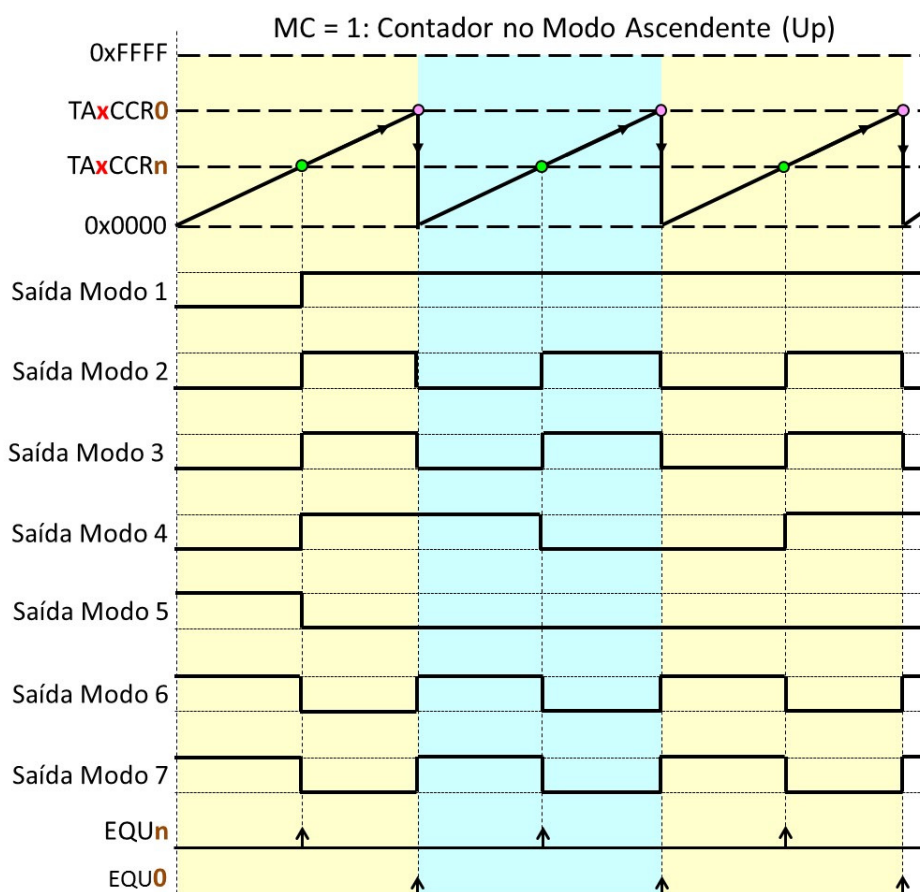 MC = 1: Contador no Modo Ascendente (Up)
0xFFFF
TAxCCR0
TAxCCRn
0x0000
Saída Modo 1
Saída Modo 2
Saída Modo 3
Saída Modo 4
Saída Modo 5
Saída Modo 6
Saída Modo 7
EQUn
EQU0